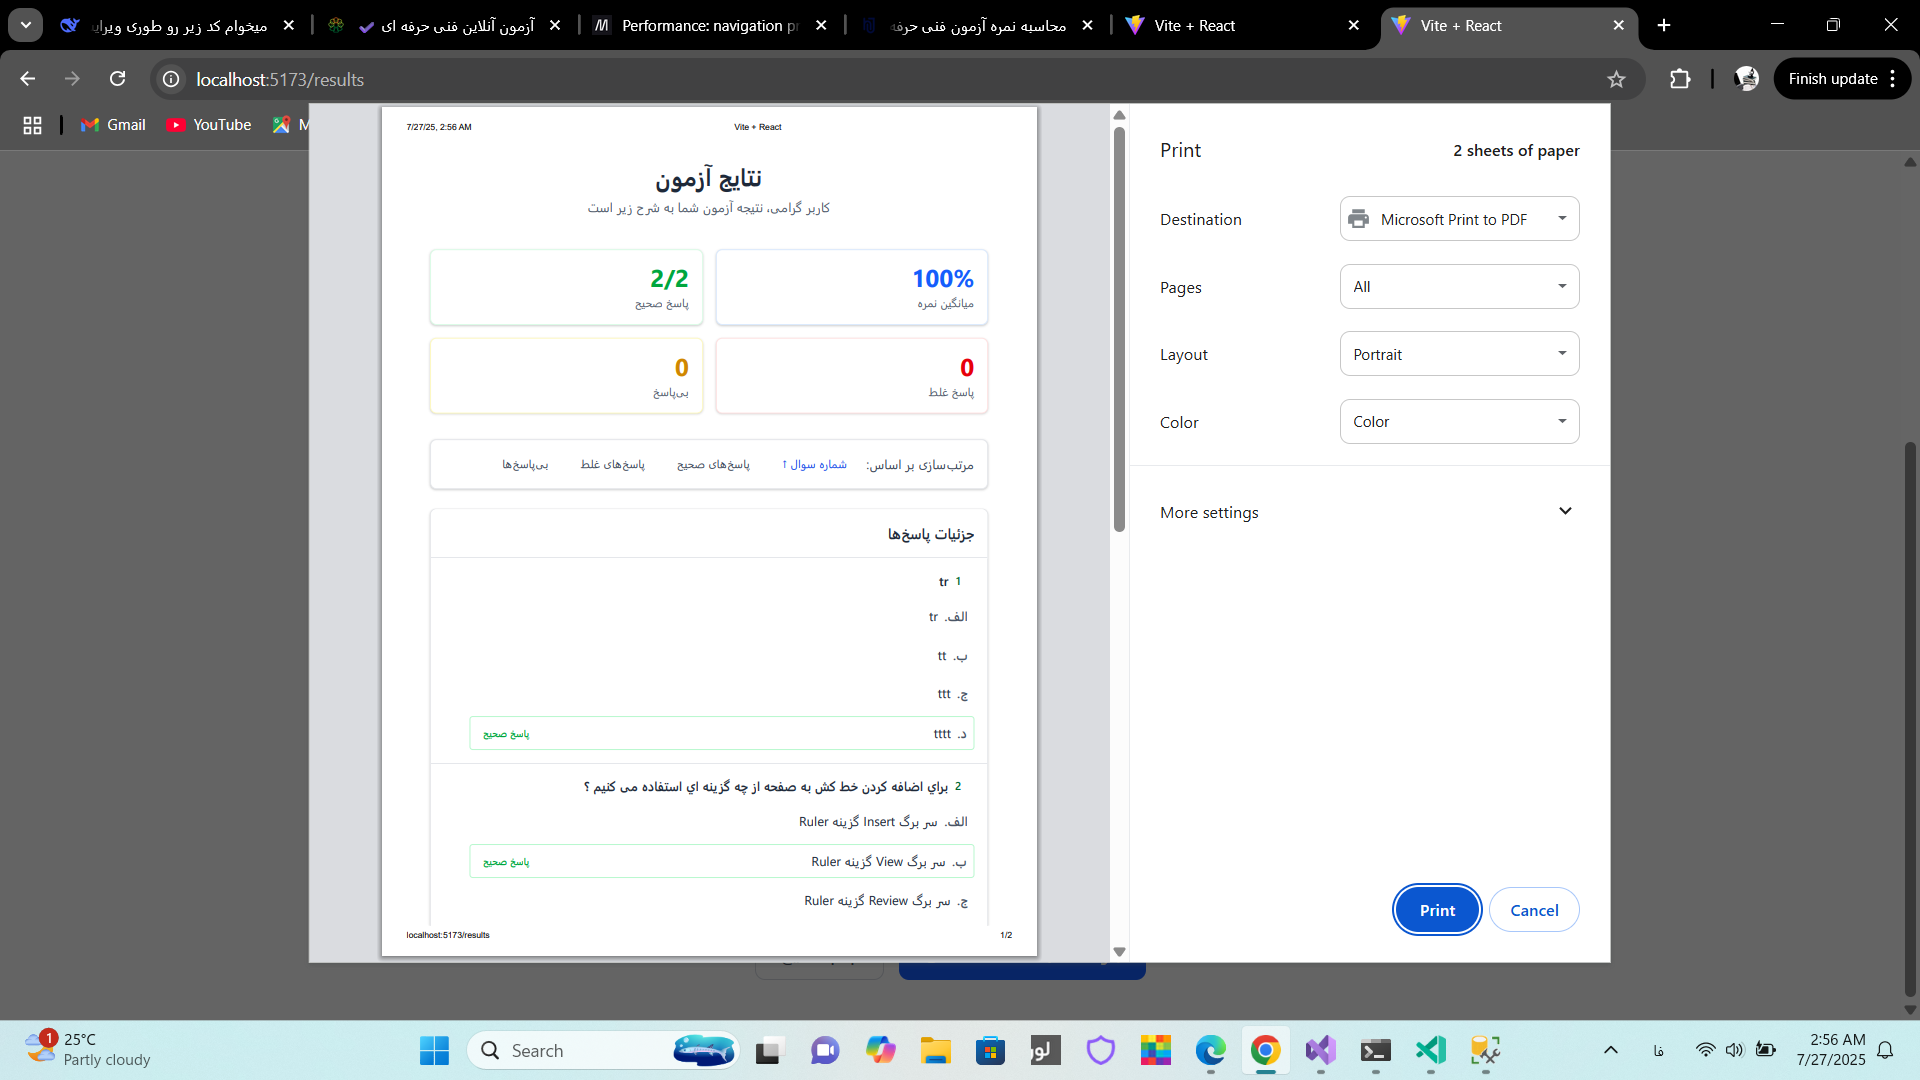 میخوام کد زیر رو طوری ویرای
آزمون آنلاین فنی حرفه ای
Performance: navigation pr
محاسبه نمره آزمون فنی حرفه
Vite + React
Vite + React
localhost:5173/results
Finish update
Gmail
YouTube
M
7/27/25, 2:56 AM
Vite + React
نتایج آزمون
کاربر گرامی، نتیجه آزمون شما به شرح زیر است
100%
میانگین نمره
2/2
پاسخ صحیح
0
پاسخ غلط
0
بی‌پاسخ
مرتب‌سازی بر اساس: شماره سوال ↑ پاسخ‌های صحیح پاسخ‌های غلط بی‌پاسخ‌ها
جزئیات پاسخ‌ها
1 tr
الف. tr
ب. tt
ج. ttt
د. tttt
پاسخ صحیح
2 براي اضافه كردن خط كش به صفحه از چه گزينه اي استفاده می کنیم ؟
الف. سر برگ Insert گزینه Ruler
ب. سر برگ View گزینه Ruler
پاسخ صحیح
ج. سر برگ Review گزینه Ruler
localhost:5173/results
1/2
Print
2 sheets of paper
Destination
Microsoft Print to PDF
Pages
All
Layout
Portrait
Color
Color
More settings
Print
Cancel
1
25°C
Partly cloudy
Search
لور
فا
2:56 AM
7/27/2025